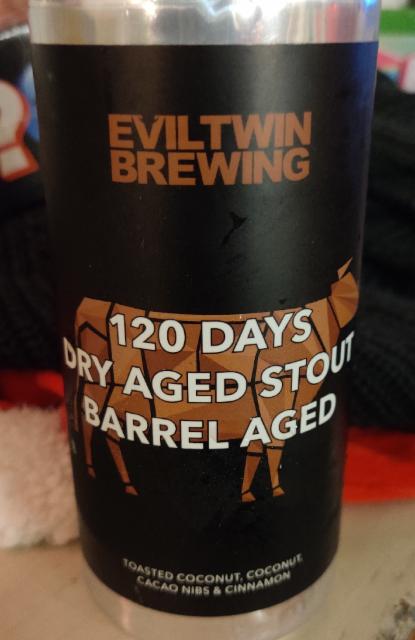 EVILTWIN
BREWING
120 DAYS
DRY AGED STOUT
BARREL AGED
TOASTED COCONUT, COCONUT,
CACAO NIBS & CINNAMON